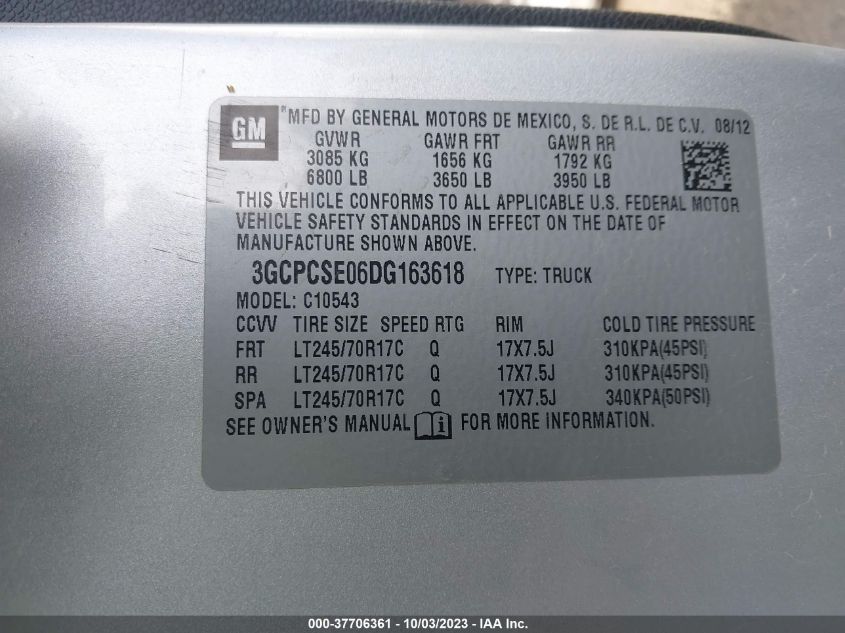 GM
MFD BY GENERAL MOTORS DE MEXICO, S. DE R.L. DE C.V. 08/12
GVWR GAWR FRT GAWR RR
3085 KG 1656 KG 1792 KG
6800 LB 3650 LB 3950 LB
THIS VEHICLE CONFORMS TO ALL APPLICABLE U.S. FEDERAL MOTOR
VEHICLE SAFETY STANDARDS IN EFFECT ON THE DATE OF
MANUFACTURE SHOWN ABOVE.
3GCPCSE06DG163618 TYPE: TRUCK
MODEL: C10543
CCVV TIRE SIZE SPEED RTG RIM COLD TIRE PRESSURE
FRT LT245/70R17C Q 17X7.5J 310KPA(45PSI)
RR LT245/70R17C Q 17X7.5J 310KPA(45PSI)
SPA LT245/70R17C Q 17X7.5J 340KPA(50PSI)
SEE OWNER'S MANUAL i FOR MORE INFORMATION.
000-37706361 - 10/03/2023 - IAA Inc.